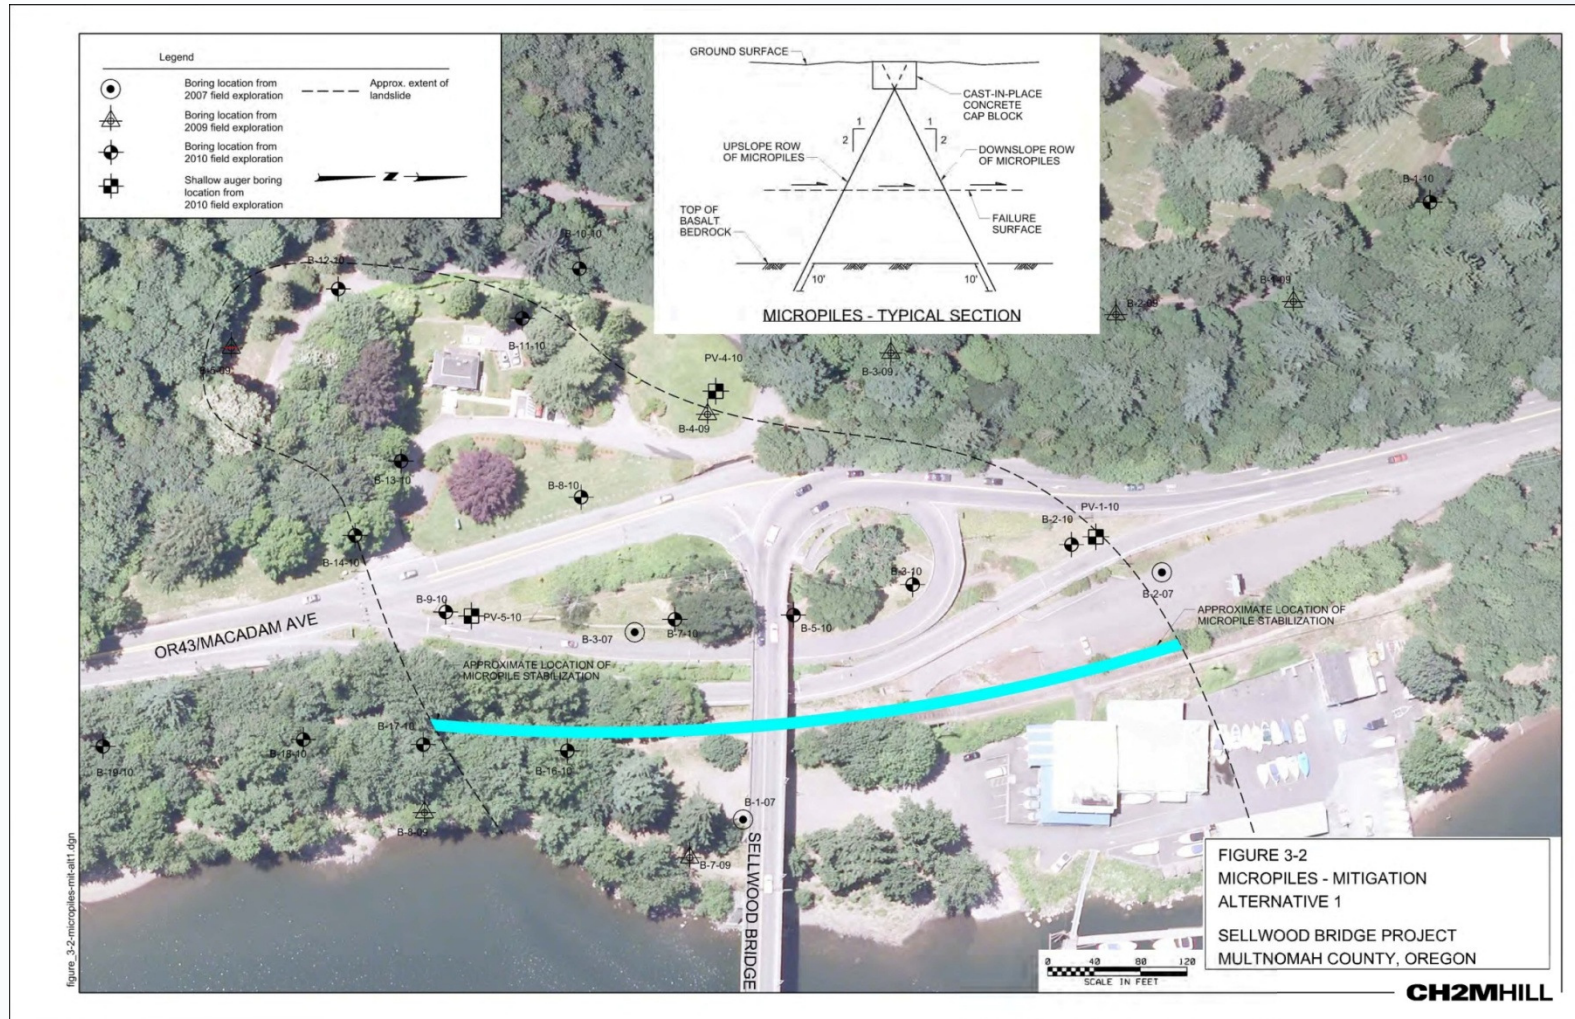 Legend
Boring location from
2007 field exploration
Approx. extent of
landslide
Boring location from
2009 field exploration
Boring location from
2010 field exploration
Shallow auger boring
location from
2010 field exploration
Z
GROUND SURFACE
CAST-IN-PLACE
CONCRETE
CAP BLOCK
1
2
1
2
UPSLOPE ROW
OF MICROPILES
DOWNSLOPE ROW
OF MICROPILES
FAILURE
SURFACE
TOP OF
BASALT
BEDROCK
10'
10'
MICROPILES - TYPICAL SECTION
B-1-10
B-10-10
B-12-10
B-1-09
B-2-09
B-11-10
B-5-09
PV-4-10
B-3-09
B-4-09
B-13-10
B-8-10
PV-1-10
B-2-10
B-14-10
B-3-10
B-2-07
B-9-10
PV-5-10
B-3-07
B-7-10
B-5-10
APPROXIMATE LOCATION OF
MICROPILE STABILIZATION
OR43/MACADAM AVE
APPROXIMATE LOCATION OF
MICROPILE STABILIZATION
B-17-10
B-18-10
B-19-10
B-16-10
B-1-07
B-8-09
B-7-09
SELLWOOD BRIDGE
FIGURE 3-2
MICROPILES - MITIGATION
ALTERNATIVE 1
SELLWOOD BRIDGE PROJECT
MULTNOMAH COUNTY, OREGON
0 40 80 120
SCALE IN FEET
figure_3-2-micropiles-mit-alt1.dgn
CH2MHILL